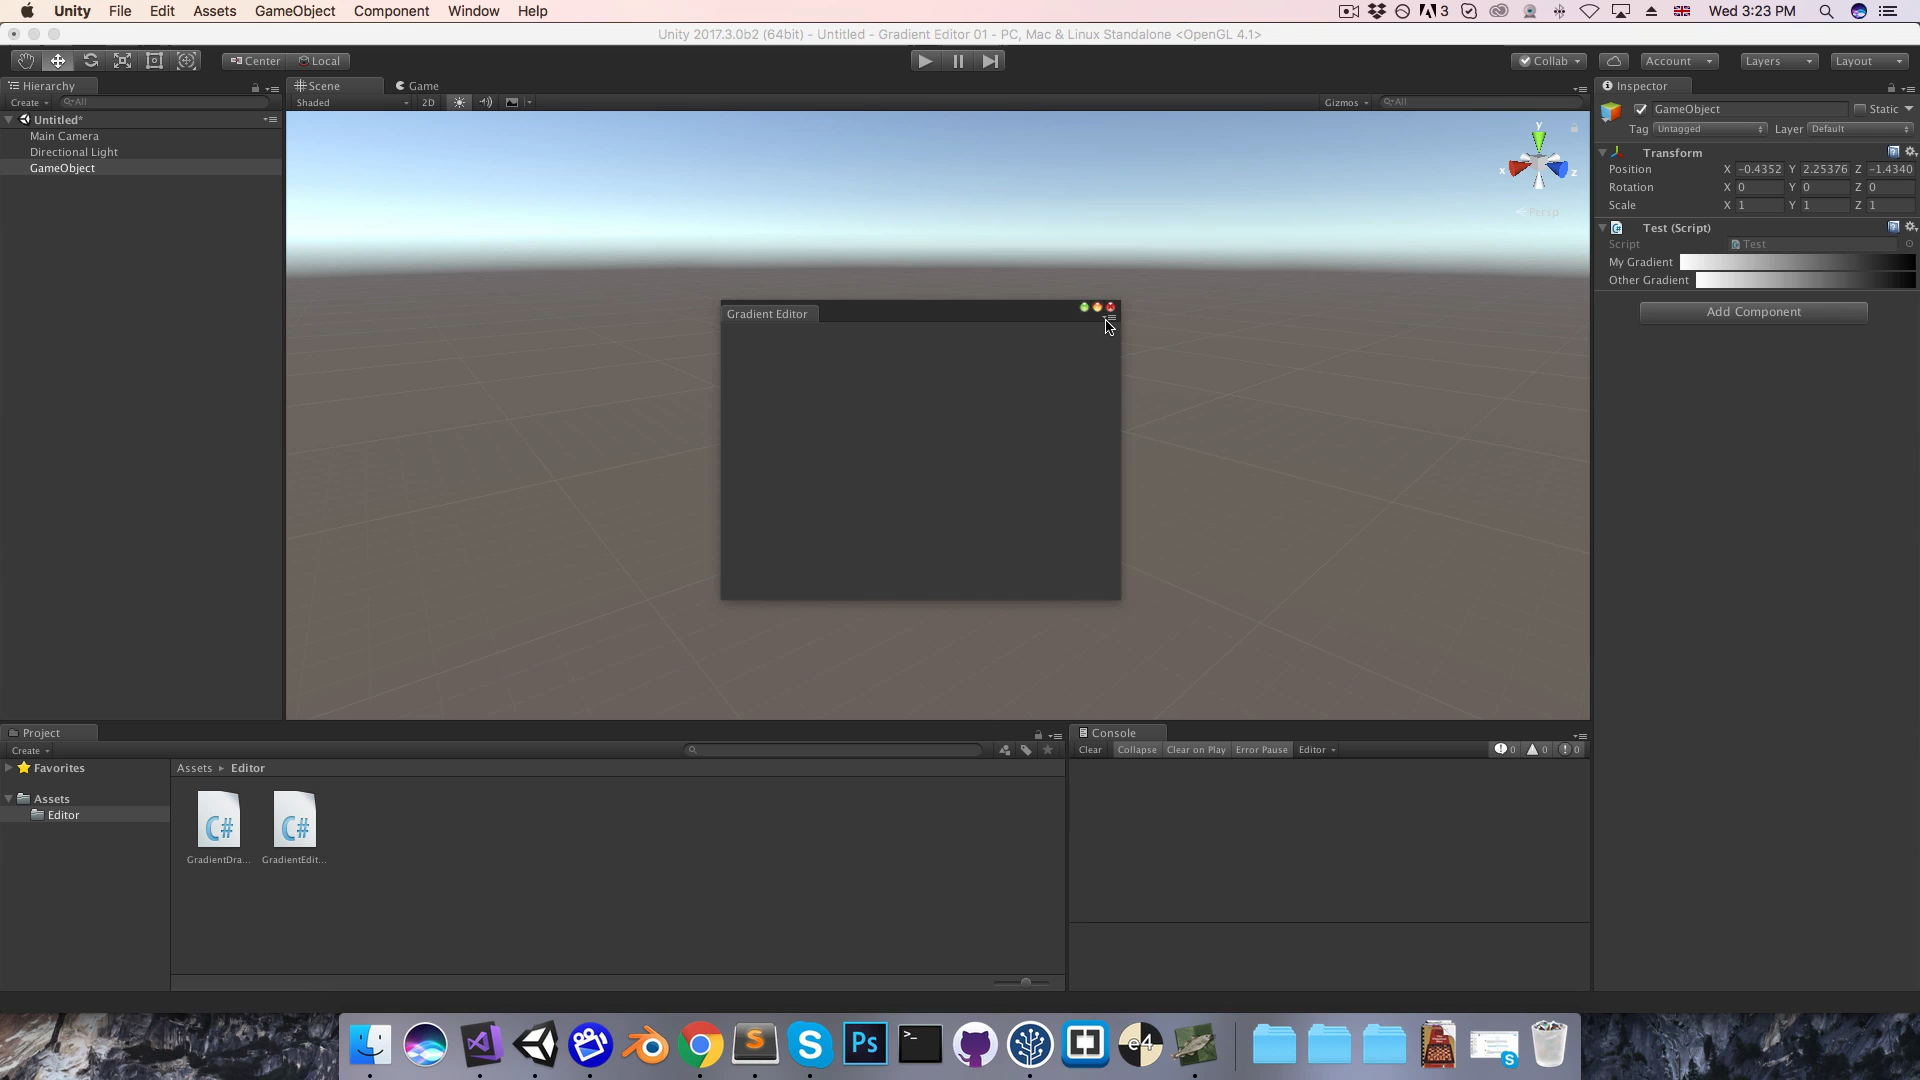 Unity File Edit Assets GameObject Component Window Help
3 Wed 3:23 PM
Unity 2017.3.0b2 (64bit) - Untitled - Gradient Editor 01 - PC, Mac & Linux Standalone <OpenGL 4.1>
Center Local Collab Account Layers Layout
Hierarchy Scene Game Inspector
Create All Shaded 2D Gizmos All
Untitled*
Main Camera
Directional Light
GameObject
GameObject Static
Tag Untagged Layer Default
Transform
Position X -0.4352 Y 2.25376 Z -1.4340
Rotation X 0 Y 0 Z 0
Scale X 1 Y 1 Z 1
Test (Script)
Script Test
My Gradient
Other Gradient
Add Component
y
x z
< Persp
Gradient Editor
Project
Create
Favorites
Assets
Editor
Assets ▸ Editor
C# C#
GradientDra... GradientEdit...
Console
Clear Collapse Clear on Play Error Pause Editor 0 0 0
S Ps >_ e4 S